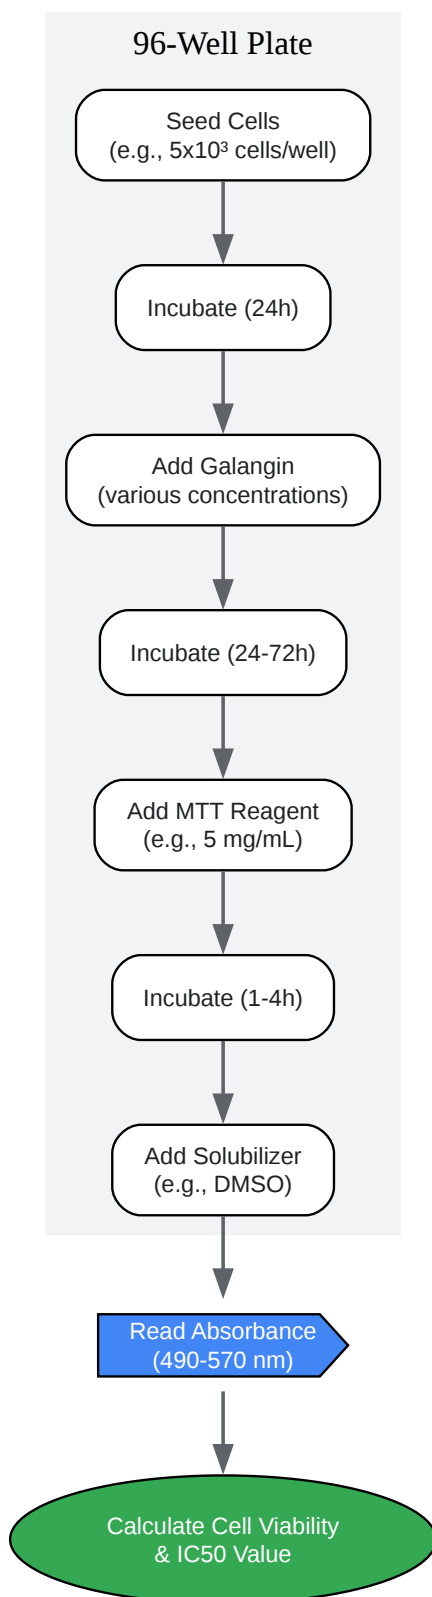 96-Well Plate
Seed Cells
(e.g., 5x10³ cells/well)
Incubate (24h)
Add Galangin
(various concentrations)
Incubate (24-72h)
Add MTT Reagent
(e.g., 5 mg/mL)
Incubate (1-4h)
Add Solubilizer
(e.g., DMSO)
Read Absorbance
(490-570 nm)
Calculate Cell Viability
& IC50 Value